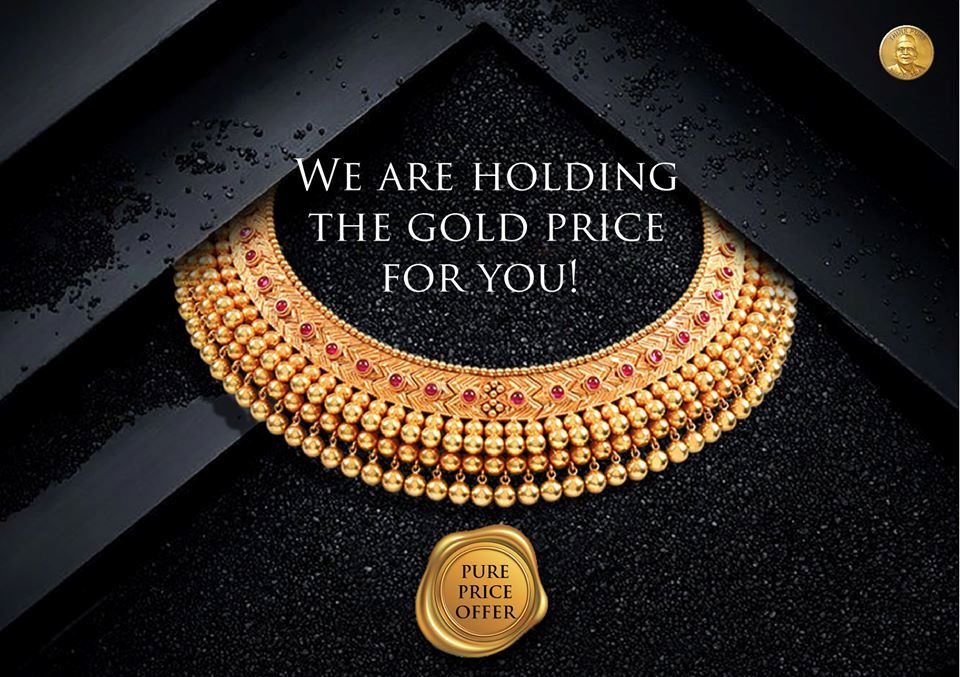 WE ARE HOLDING
THE GOLD PRICE
FOR YOU!
PURE
PRICE
OFFER